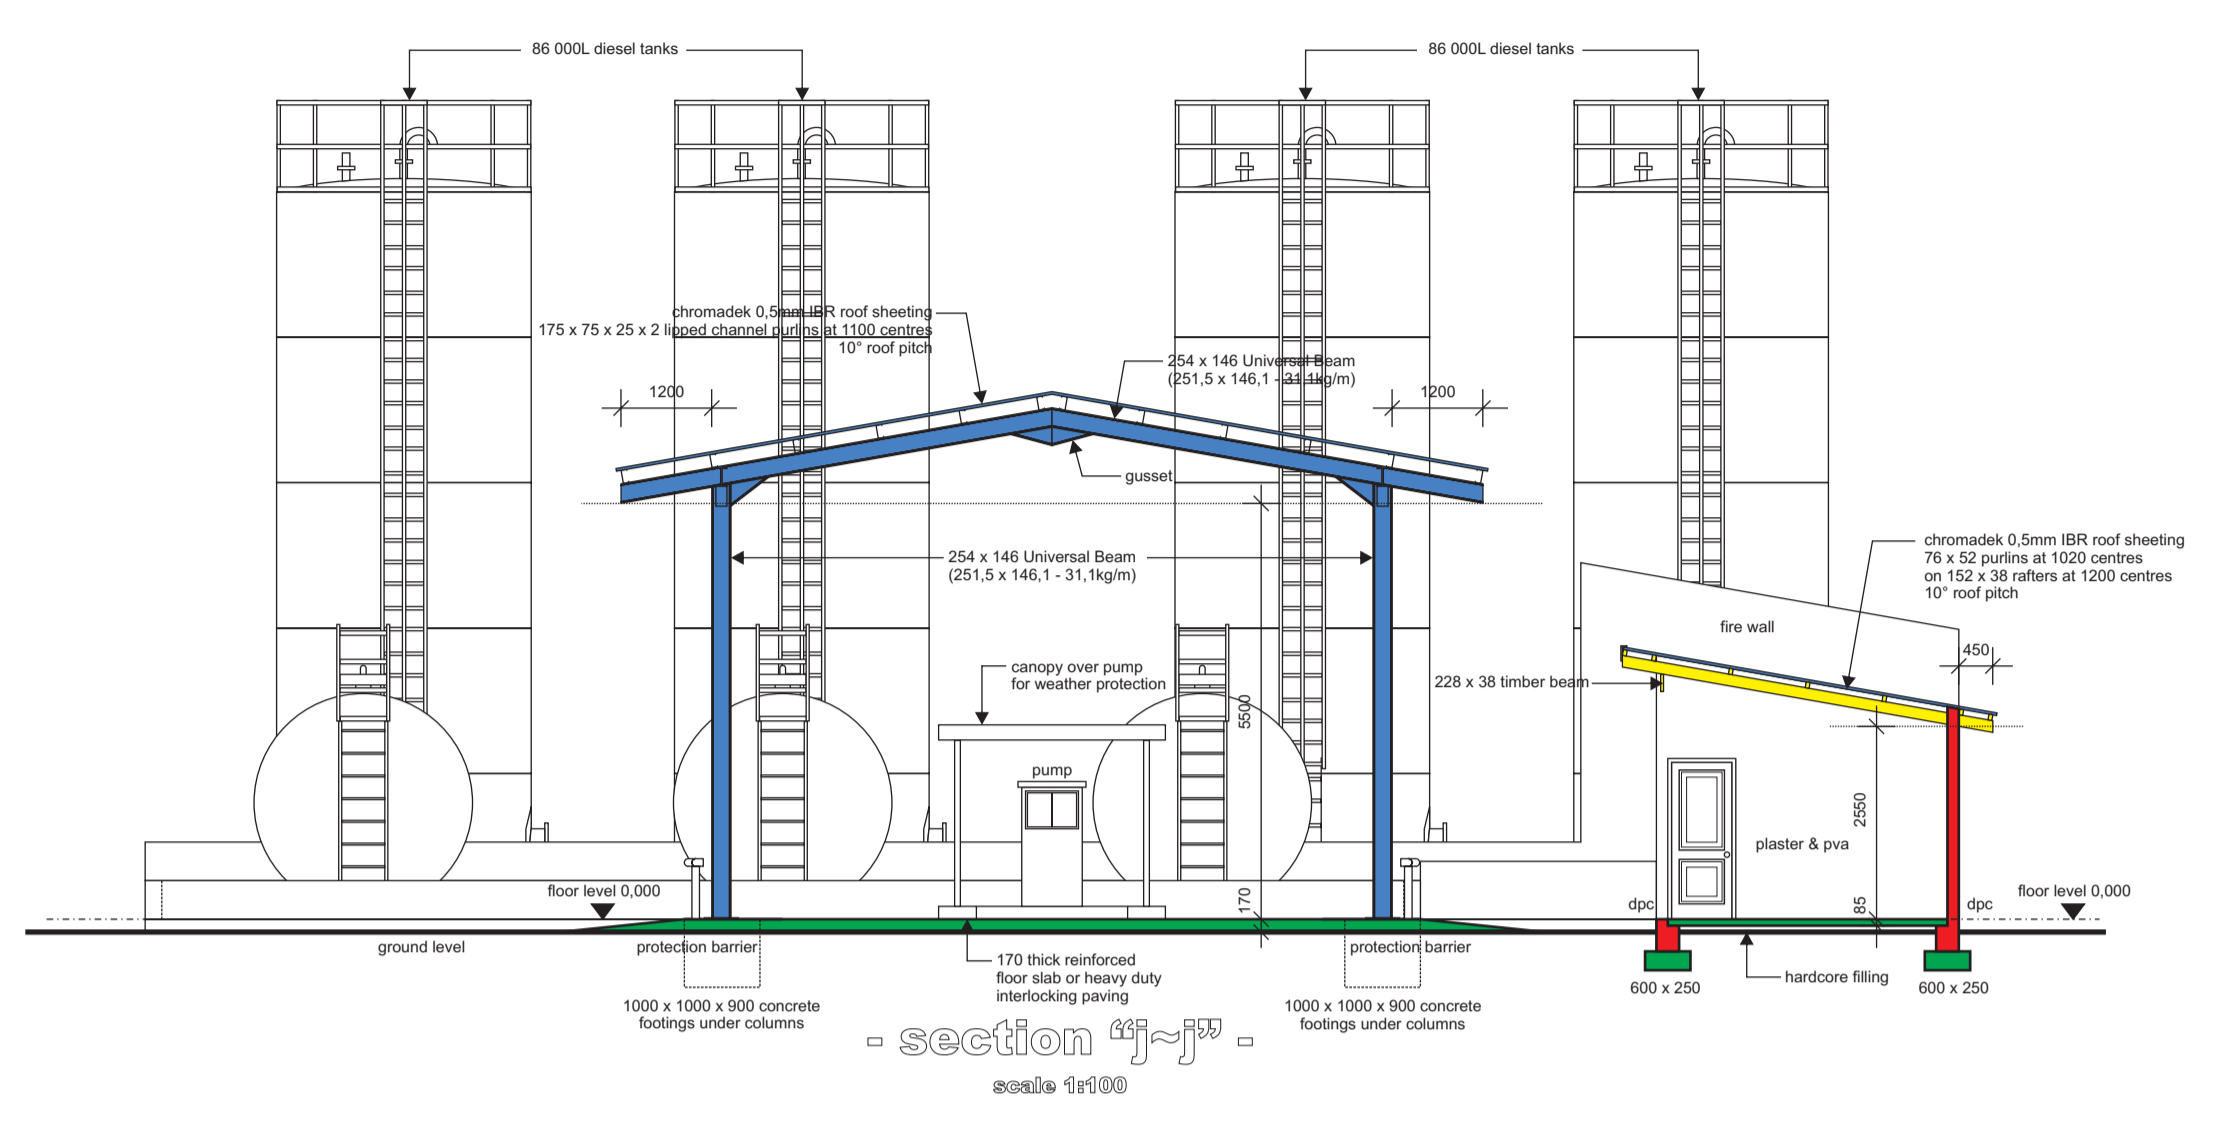 86 000L diesel tanks
86 000L diesel tanks
chromadek 0,5mm IBR roof sheeting
175 x 75 x 25 x 2 lipped channel purlins at 1100 centres
10° roof pitch
254 x 146 Universal Beam
(251,5 x 146,1 - 31,1kg/m)
1200
1200
gusset
254 x 146 Universal Beam
(251,5 x 146,1 - 31,1kg/m)
chromadek 0,5mm IBR roof sheeting
76 x 52 purlins at 1020 centres
on 152 x 38 rafters at 1200 centres
10° roof pitch
fire wall
450
canopy over pump
for weather protection
228 x 38 timber beam
5500
pump
2550
plaster & pva
floor level 0,000
170
dpc
85
dpc
floor level 0,000
ground level
protection barrier
170 thick reinforced
floor slab or heavy duty
interlocking paving
protection barrier
hardcore filling
600 x 250
600 x 250
1000 x 1000 x 900 concrete
footings under columns
1000 x 1000 x 900 concrete
footings under columns
- section “j~j” -
scale 1:100